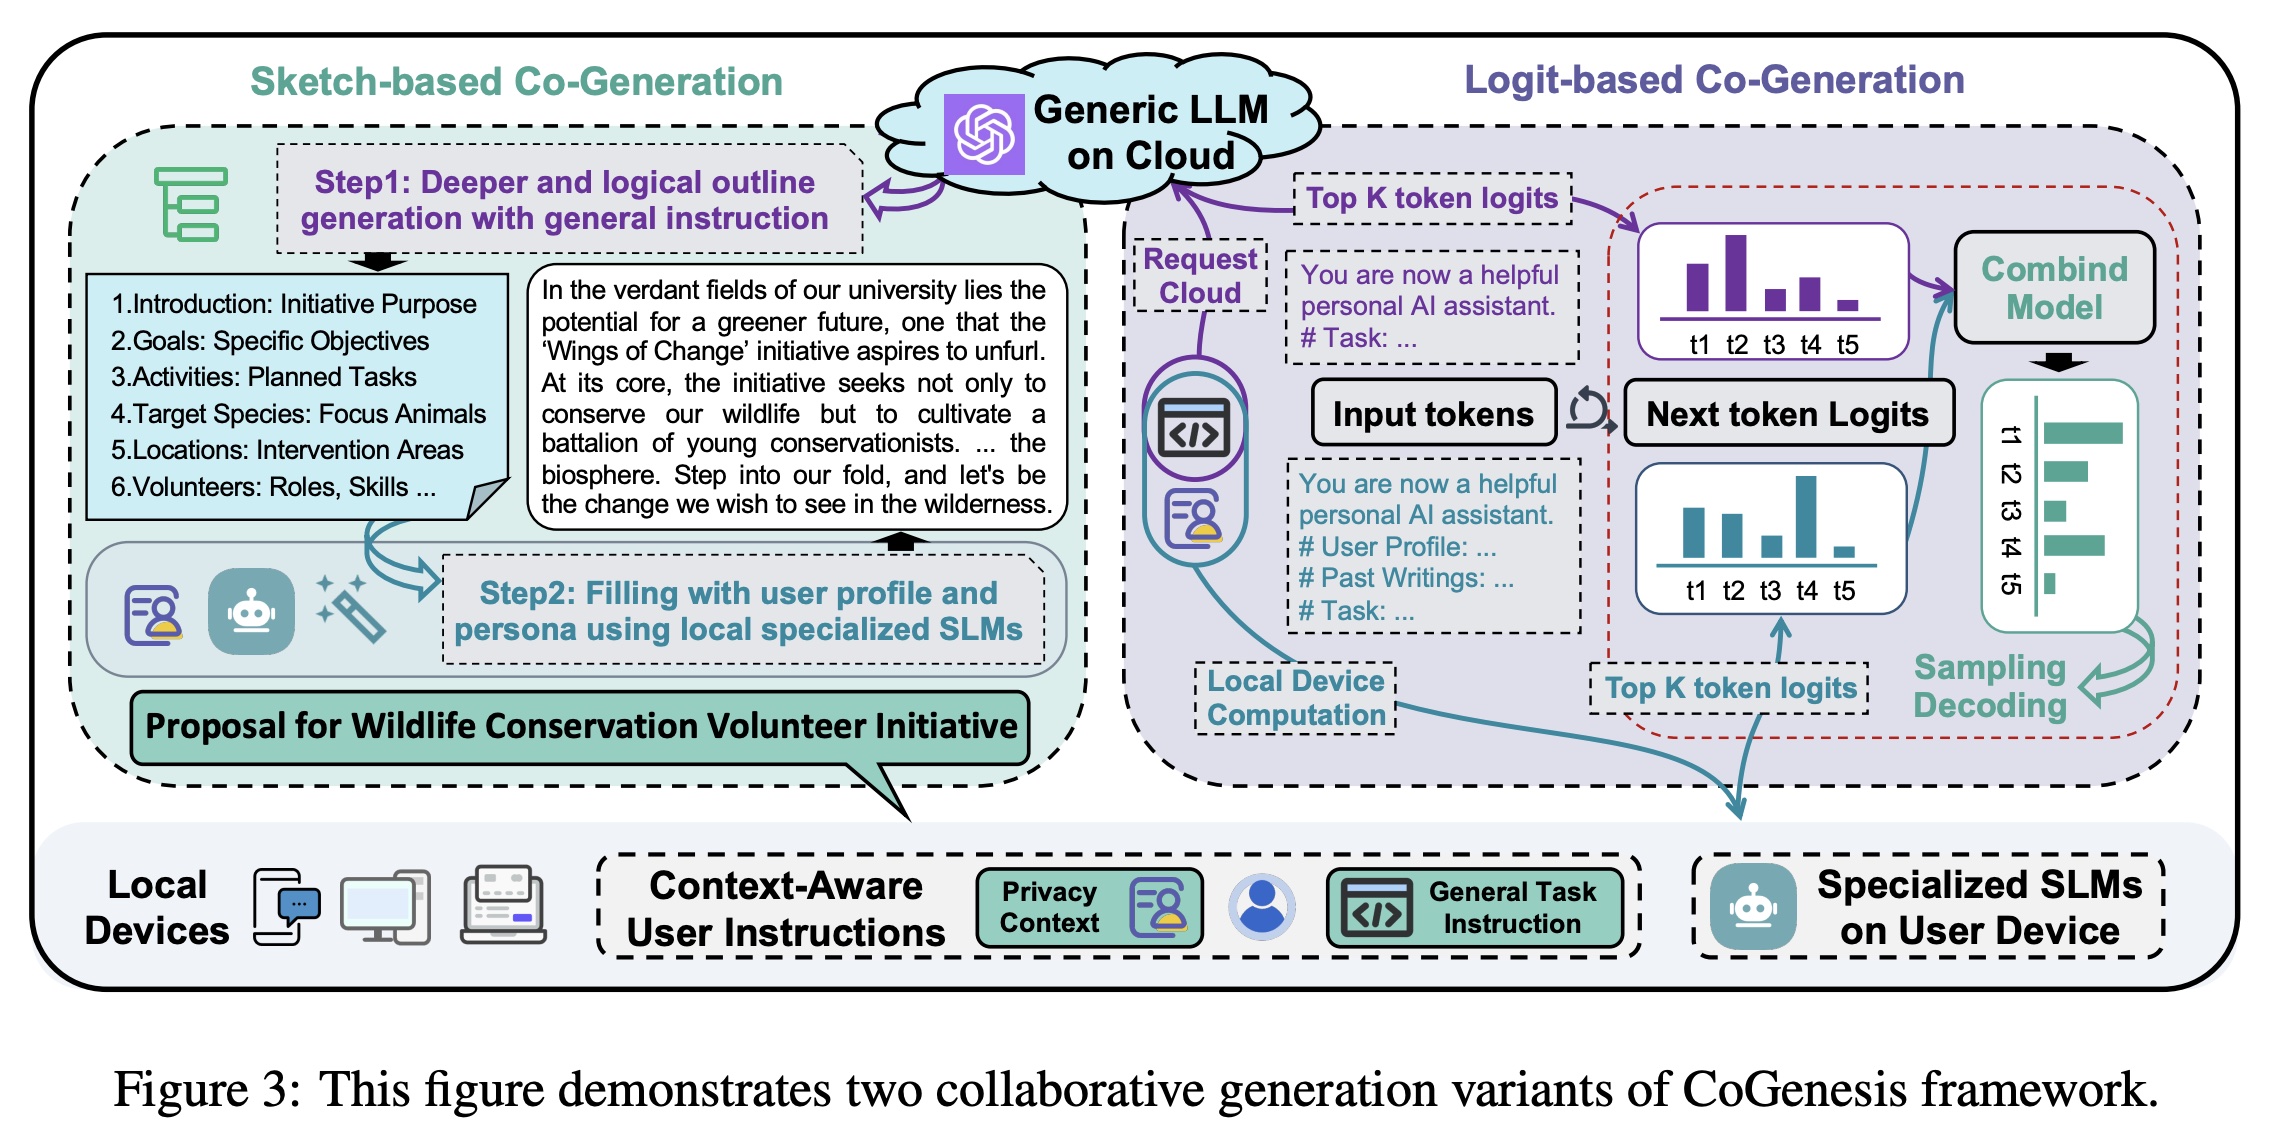 Sketch-based Co-Generation
Generic LLM
on Cloud
Logit-based Co-Generation
Step1: Deeper and logical outline
generation with general instruction
1.Introduction: Initiative Purpose
2.Goals: Specific Objectives
3.Activities: Planned Tasks
4.Target Species: Focus Animals
5.Locations: Intervention Areas
6.Volunteers: Roles, Skills ...
In the verdant fields of our university lies the
potential for a greener future, one that the
‘Wings of Change’ initiative aspires to unfurl.
At its core, the initiative seeks not only to
conserve our wildlife but to cultivate a
battalion of young conservationists. ... the
biosphere. Step into our fold, and let's be
the change we wish to see in the wilderness.
Step2: Filling with user profile and
persona using local specialized SLMs
Proposal for Wildlife Conservation Volunteer Initiative
Top K token logits
Request
Cloud
You are now a helpful
personal AI assistant.
# Task: ...
t1 t2 t3 t4 t5
Combind
Model
Input tokens
Next token Logits
You are now a helpful
personal AI assistant.
# User Profile: ...
# Past Writings: ...
# Task: ...
t1 t2 t3 t4 t5
t1
t2
t3
t4
t5
Local Device
Computation
Top K token logits
Sampling
Decoding
Local
Devices
Context-Aware
User Instructions
Privacy
Context
General Task
Instruction
Specialized SLMs
on User Device
Figure 3: This figure demonstrates two collaborative generation variants of CoGenesis framework.